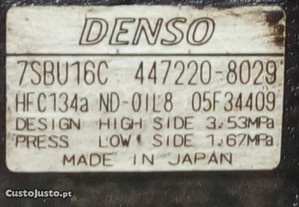 DENSO
7SBU16C 447220-8029
HFC134a ND-OIL8 05F34409
DESIGN HIGH SIDE 3.53MPa
PRESS LOW SIDE 1.67MPa
MADE IN JAPAN
CustoJusto.pt